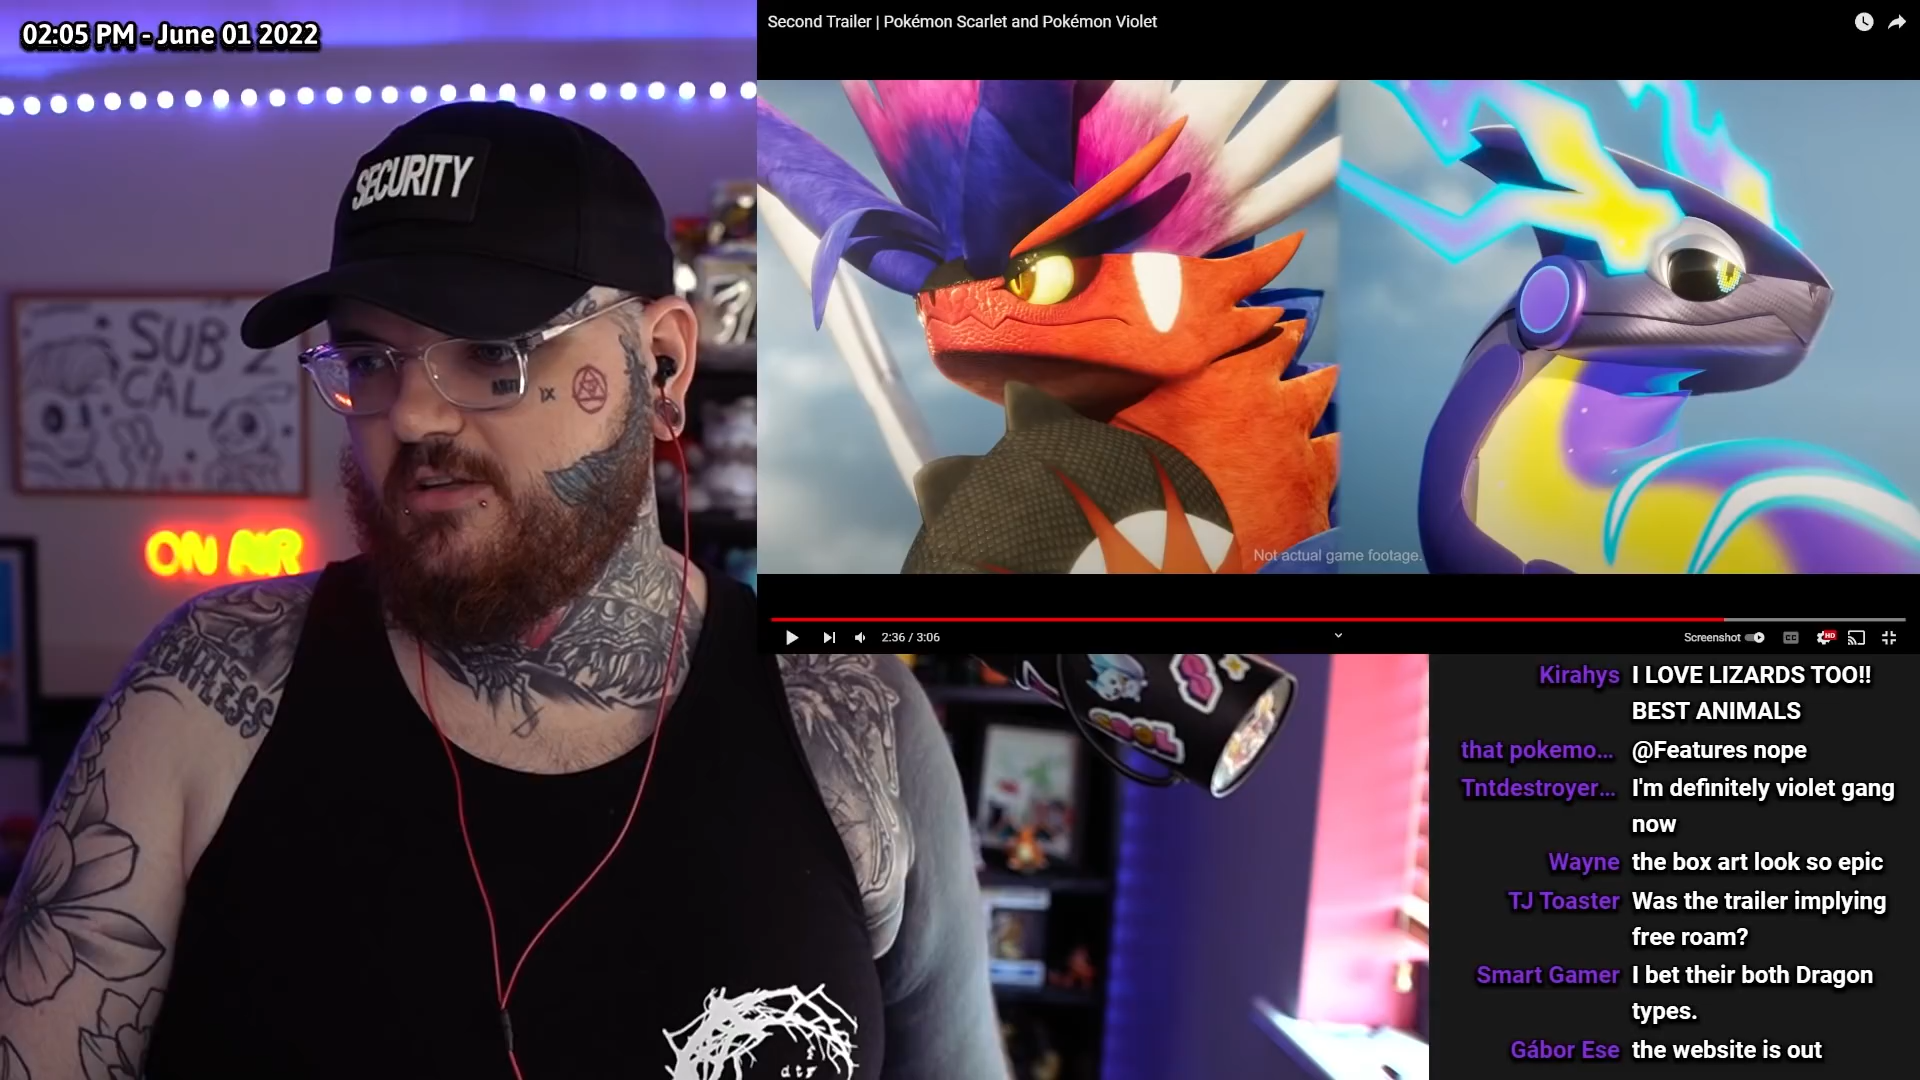 02:05 PM - June 01 2022
Second Trailer | Pokémon Scarlet and Pokémon Violet
SECURITY
SUB 2
CAL
ON AIR
Not actual game footage.
2:36 / 3:06
Screenshot
CC
HD
Kirahys I LOVE LIZARDS TOO!!
BEST ANIMALS
that pokemo... @Features nope
Tntdestroyer... I'm definitely violet gang
now
Wayne the box art look so epic
TJ Toaster Was the trailer implying
free roam?
Smart Gamer I bet their both Dragon
types.
Gábor Ese the website is out